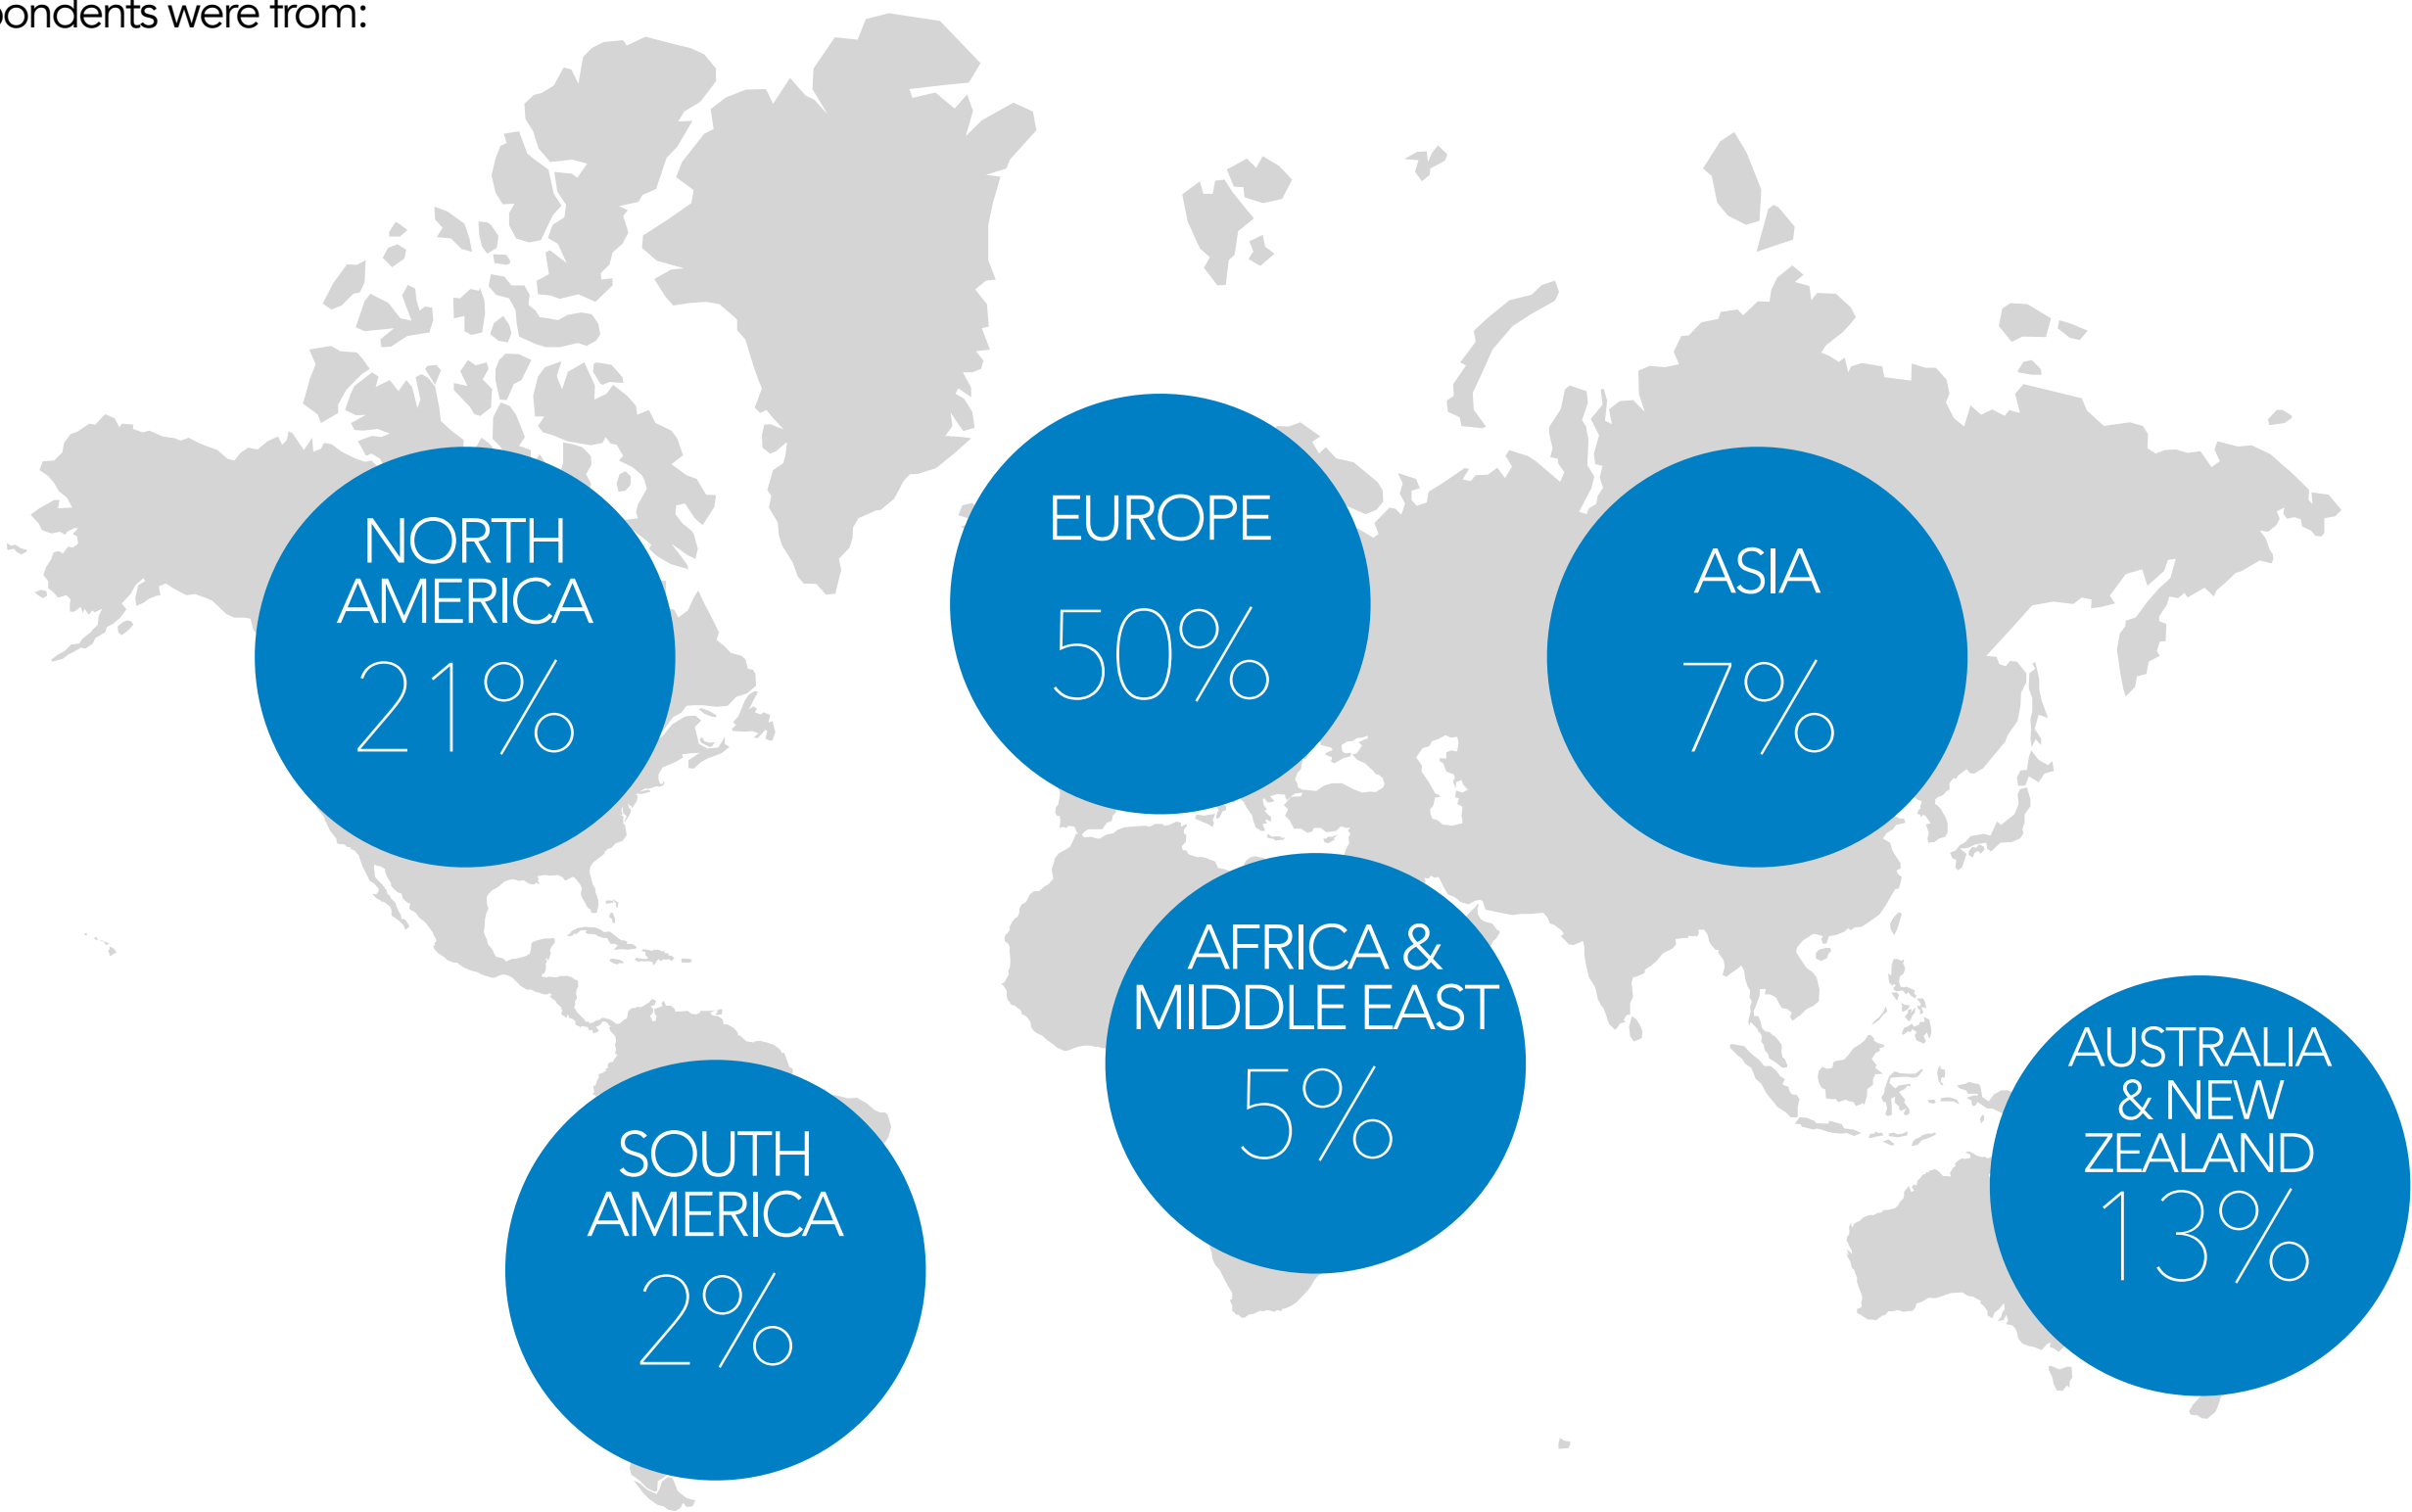 were from:
NORTH
AMERICA
21%
EUROPE
50%
ASIA
7%
AFRICA &
MIDDLE EAST
5%
SOUTH
AMERICA
2%
AUSTRALIA
& NEW
ZEALAND
13%